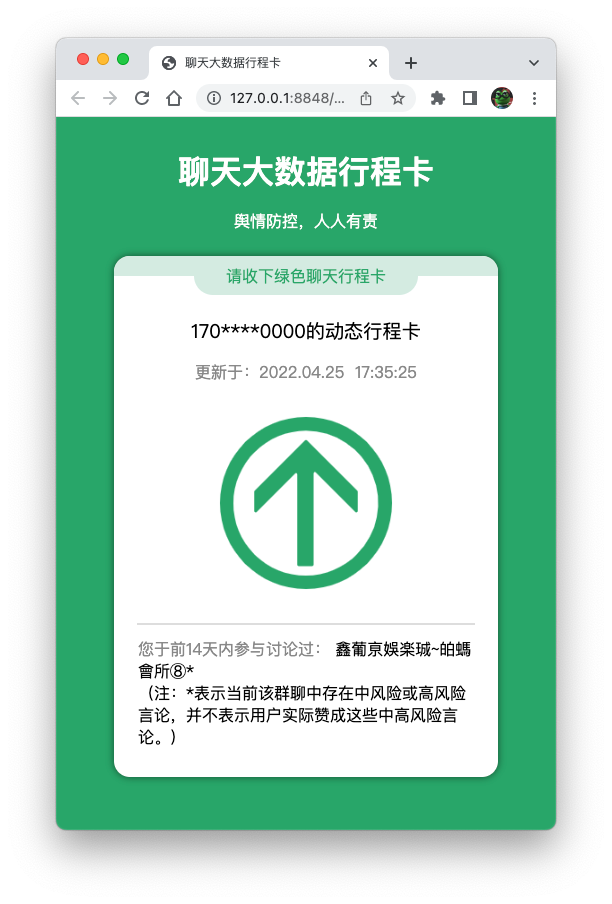 聊天大数据行程卡
127.0.0.1:8848/...
聊天大数据行程卡
舆情防控，人人有责
请收下绿色聊天行程卡
170****0000的动态行程卡
更新于：2022.04.25 17:35:25
您于前14天内参与讨论过： 鑫葡京娛楽珹~皕螞
會所⑧*
（注：*表示当前该群聊中存在中风险或高风险
言论，并不表示用户实际赞成这些中高风险言
论。）